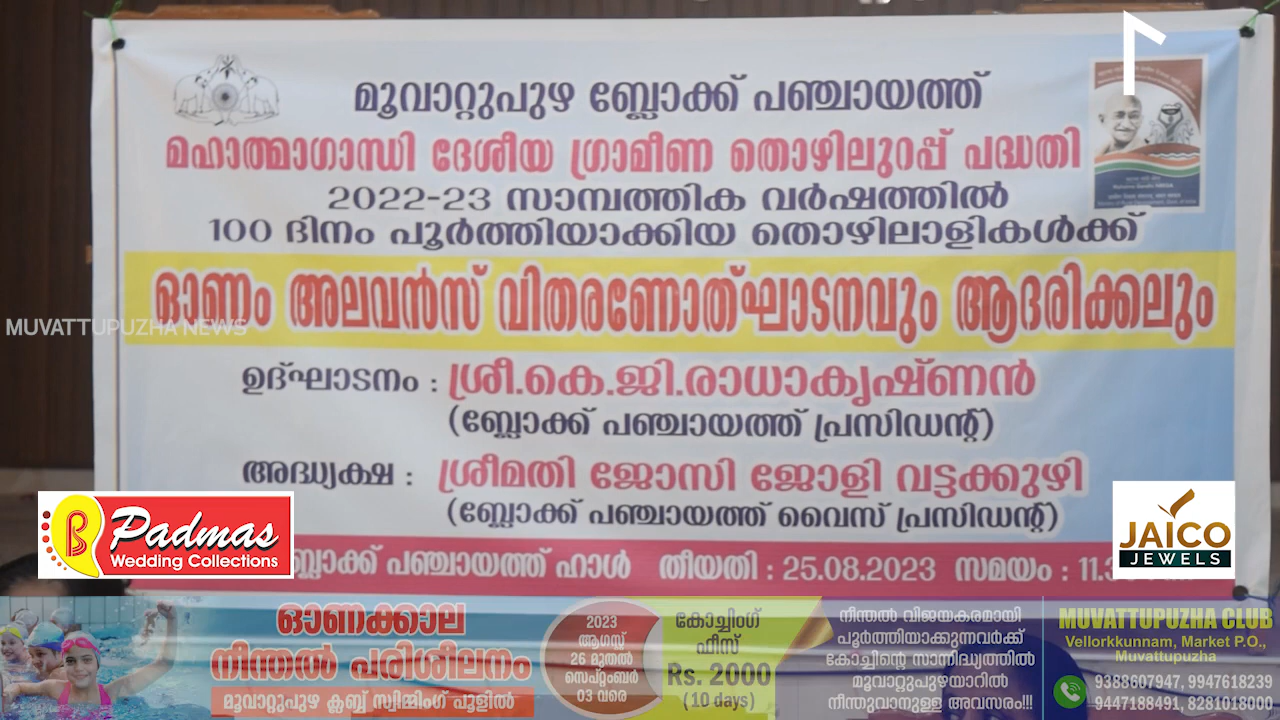 മൂവാറ്റുപുഴ ബ്ലോക്ക് പഞ്ചായത്ത്
മഹാത്മാഗാന്ധി ദേശീയ ഗ്രാമീണ തൊഴിലുറപ്പ് പദ്ധതി
2022-23 സാമ്പത്തിക വർഷത്തിൽ
100 ദിനം പൂർത്തിയാക്കിയ തൊഴിലാളികൾക്ക്
ഓണം അലവൻസ് വിതരണോത്ഘാടനവും ആദരിക്കലും
MUVATTUPUZHA NEWS
ഉദ്ഘാടനം : ശ്രീ.കെ.ജി.രാധാകൃഷ്ണൻ
(ബ്ലോക്ക് പഞ്ചായത്ത് പ്രസിഡന്റ്)
അദ്ധ്യക്ഷ : ശ്രീമതി ജോസി ജോളി വട്ടക്കുഴി
(ബ്ലോക്ക് പഞ്ചായത്ത് വൈസ് പ്രസിഡന്റ്)
ബ്ലോക്ക് പഞ്ചായത്ത് ഹാൾ തീയതി : 25.08.2023 സമയം :
Padmas
Wedding Collections
JAICO
JEWELS
ഓണക്കാല
നീന്തൽ പരിശീലനം
മൂവാറ്റുപുഴ ക്ലബ്ബ് സ്വിമ്മിംഗ് പൂളിൽ
2023
ആഗസ്റ്റ്
26 മുതൽ
സെപ്റ്റംബർ
03 വരെ
കോച്ചിംഗ്
ഫീസ്
Rs. 2000
(10 days)
നീന്തൽ വിജയകരമായി
പൂർത്തിയാക്കുന്നവർക്ക്
കോച്ചിന്റെ സാന്നിദ്ധ്യത്തിൽ
മൂവാറ്റുപുഴയാറിൽ
നീന്തുവാനുള്ള അവസരം!!!
MUVATTUPUZHA CLUB
Vellorkkunnam, Market P.O.,
Muvattupuzha
9388607947, 9947618239
9447188491, 8281018000